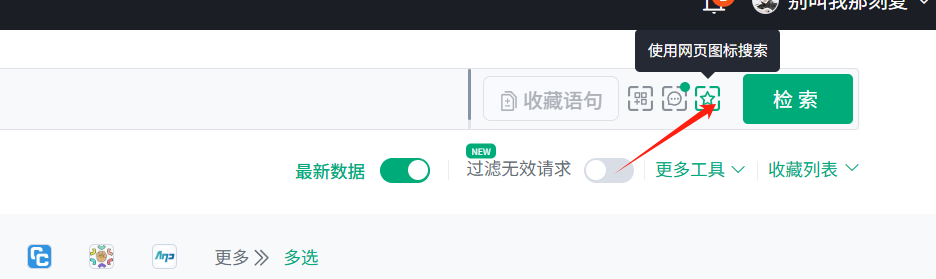 别叫我那刻夏
使用网页图标搜索
收藏语句
检索
最新数据
NEW
过滤无效请求
更多工具
收藏列表
更多
多选